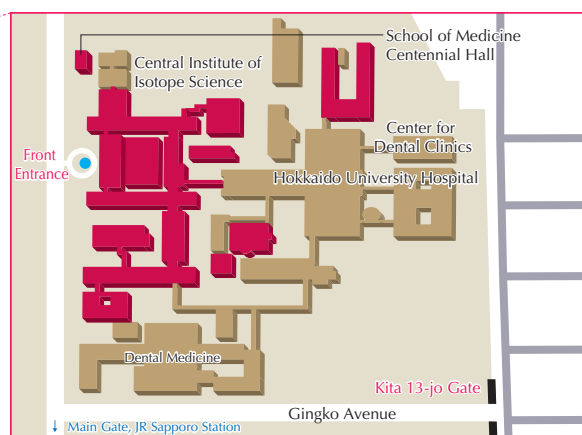 School of Medicine
Centennial Hall
Central Institute of
Isotope Science
Center for
Dental Clinics
Front
Entrance
Hokkaido University Hospital
Dental Medicine
Kita 13-jo Gate
Gingko Avenue
↓ Main Gate, JR Sapporo Station